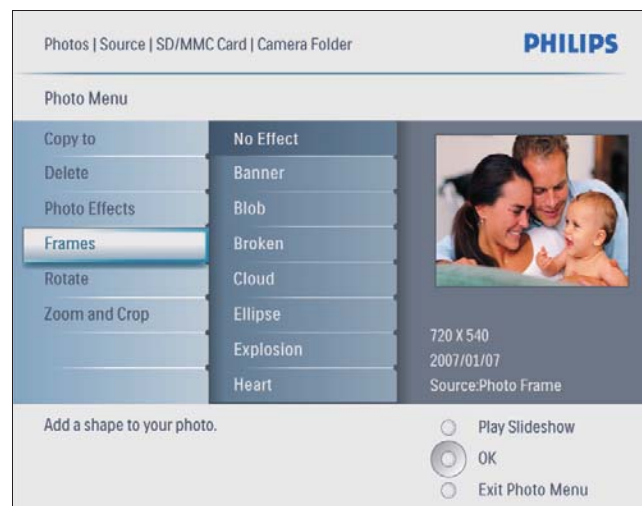 Photos | Source | SD/MMC Card | Camera Folder
PHILIPS
Photo Menu
Copy to
Delete
Photo Effects
Frames
Rotate
Zoom and Crop
No Effect
Banner
Blob
Broken
Cloud
Ellipse
Explosion
Heart
720 X 540
2007/01/07
Source:Photo Frame
Add a shape to your photo.
Play Slideshow
OK
Exit Photo Menu